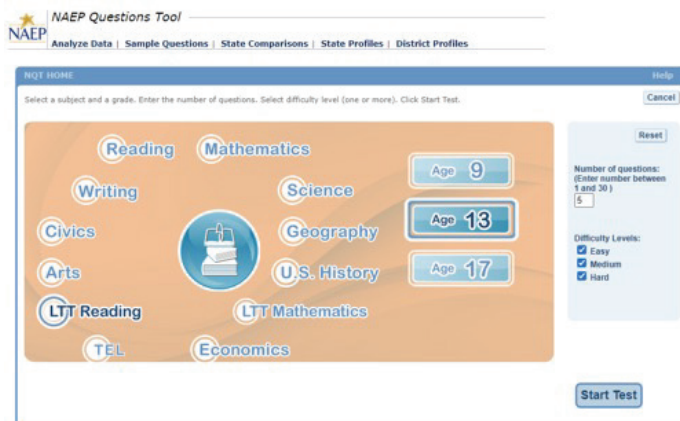 NAEP Questions Tool
NAEP
Analyze Data | Sample Questions | State Comparisons | State Profiles | District Profiles
NQT HOME
Help
Select a subject and a grade. Enter the number of questions. Select difficulty level (one or more). Click Start Test.
Cancel
Reading
Mathematics
Writing
Science
Civics
Geography
Arts
U.S. History
LTT Reading
LTT Mathematics
TEL
Economics
Age 9
Age 13
Age 17
Reset
Number of questions:
(Enter number between
1 and 30 )
5
Difficulty Levels:
Easy
Medium
Hard
Start Test